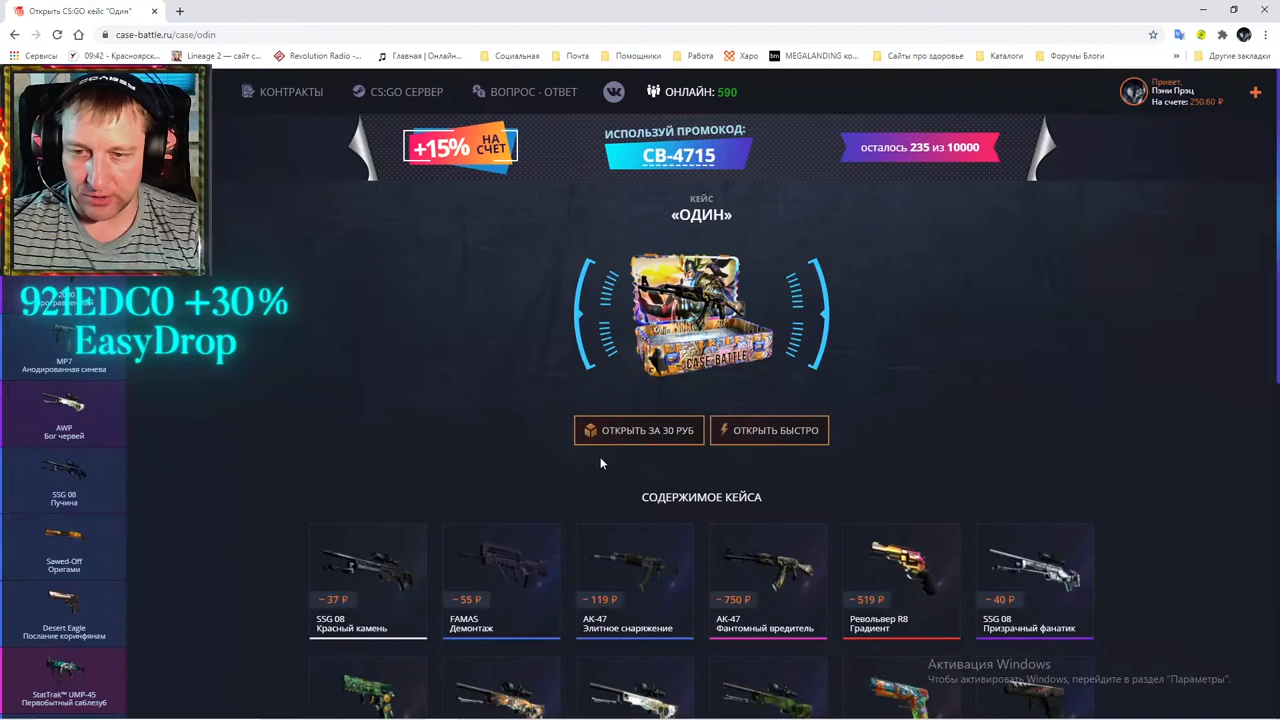 Открыть CS:GO кейс "Один"
case-battle.ru/case/odin
Сервисы
09:42 - Красноярск...
Lineage 2 — сайт с...
Revolution Radio –...
Главная | Онлайн...
Социальная
Почта
Помощники
Работа
Харо
MEGALANDING ко...
Сайты про здоровье
Каталоги
Форумы Блоги
»
Другие закладки
КОНТРАКТЫ
CS:GO СЕРВЕР
ВОПРОС - ОТВЕТ
ОНЛАЙН: 590
Привет,
Пэни Прэц
На счете: 250.60 ₽
+15% НА СЧЕТ
ИСПОЛЬЗУЙ ПРОМОКОД:
CB-4715
осталось 235 из 10000
КЕЙС
«ОДИН»
CASE-BATTLE
921EDC0 +30%
EasyDrop
MP7
Анодированная синева
AWP
Бог червей
SSG 08
Пучина
Sawed-Off
Оригами
Desert Eagle
Послание коринфянам
StatTrak™ UMP-45
Первобытный саблезуб
ОТКРЫТЬ ЗА 30 РУБ
ОТКРЫТЬ БЫСТРО
СОДЕРЖИМОЕ КЕЙСА
~ 37 ₽
SSG 08
Красный камень
~ 55 ₽
FAMAS
Демонтаж
~ 119 ₽
AK-47
Элитное снаряжение
~ 750 ₽
AK-47
Фантомный вредитель
~ 519 ₽
Револьвер R8
Градиент
~ 40 ₽
SSG 08
Призрачный фанатик
Активация Windows
Чтобы активировать Windows, перейдите в раздел "Параметры".